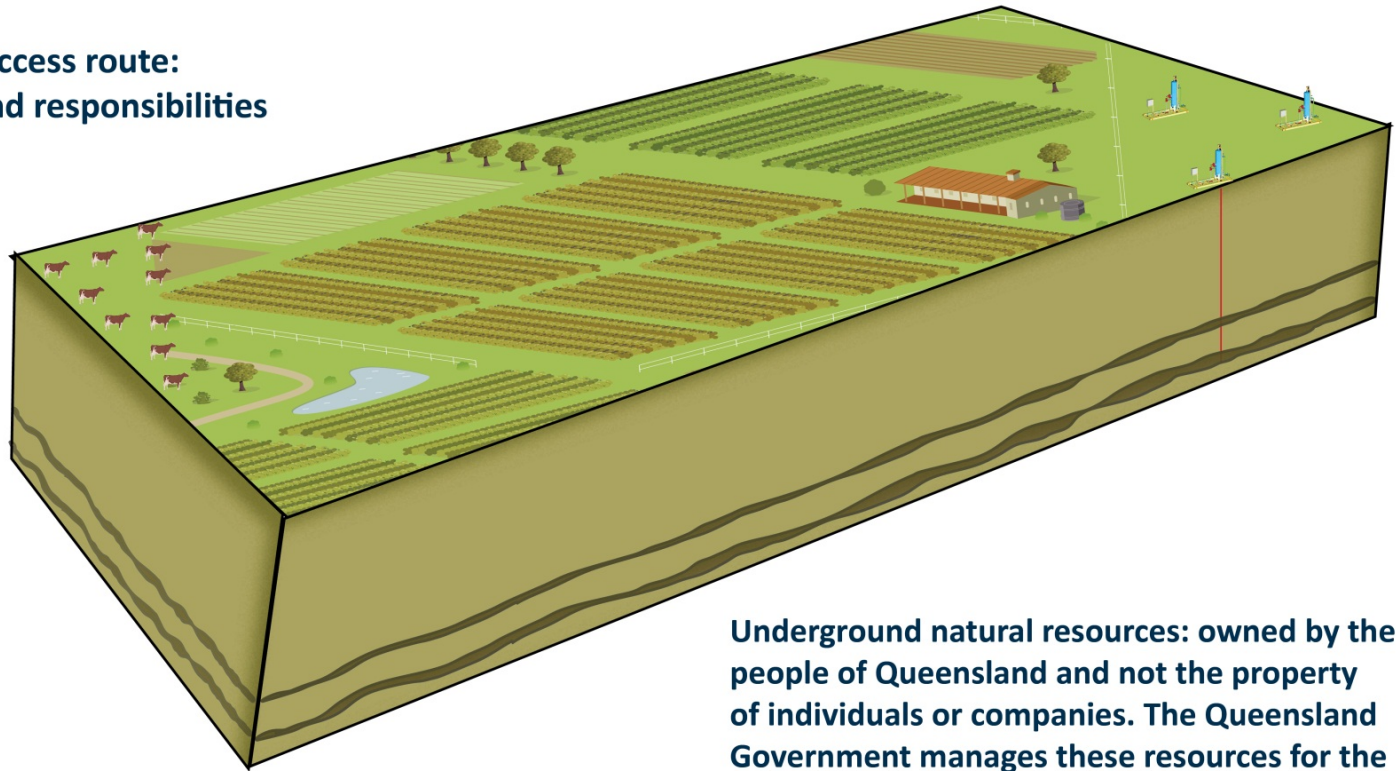 ccess route:
nd responsibilities
Underground natural resources: owned by the
people of Queensland and not the property
of individuals or companies. The Queensland
Government manages these resources for the